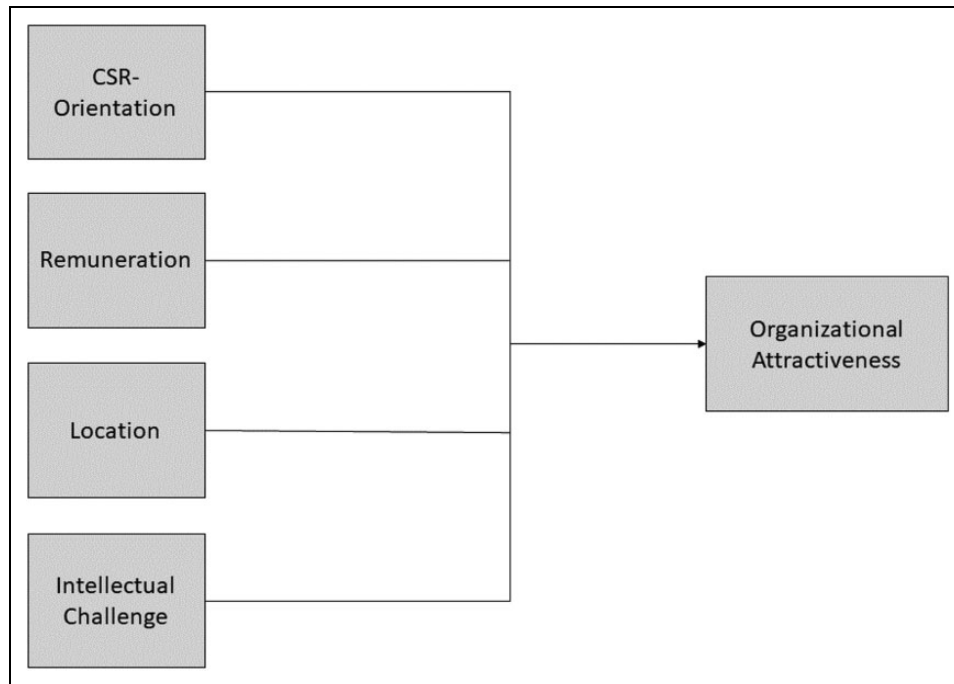 CSR-
Orientation
Remuneration
Location
Intellectual
Challenge
Organizational
Attractiveness